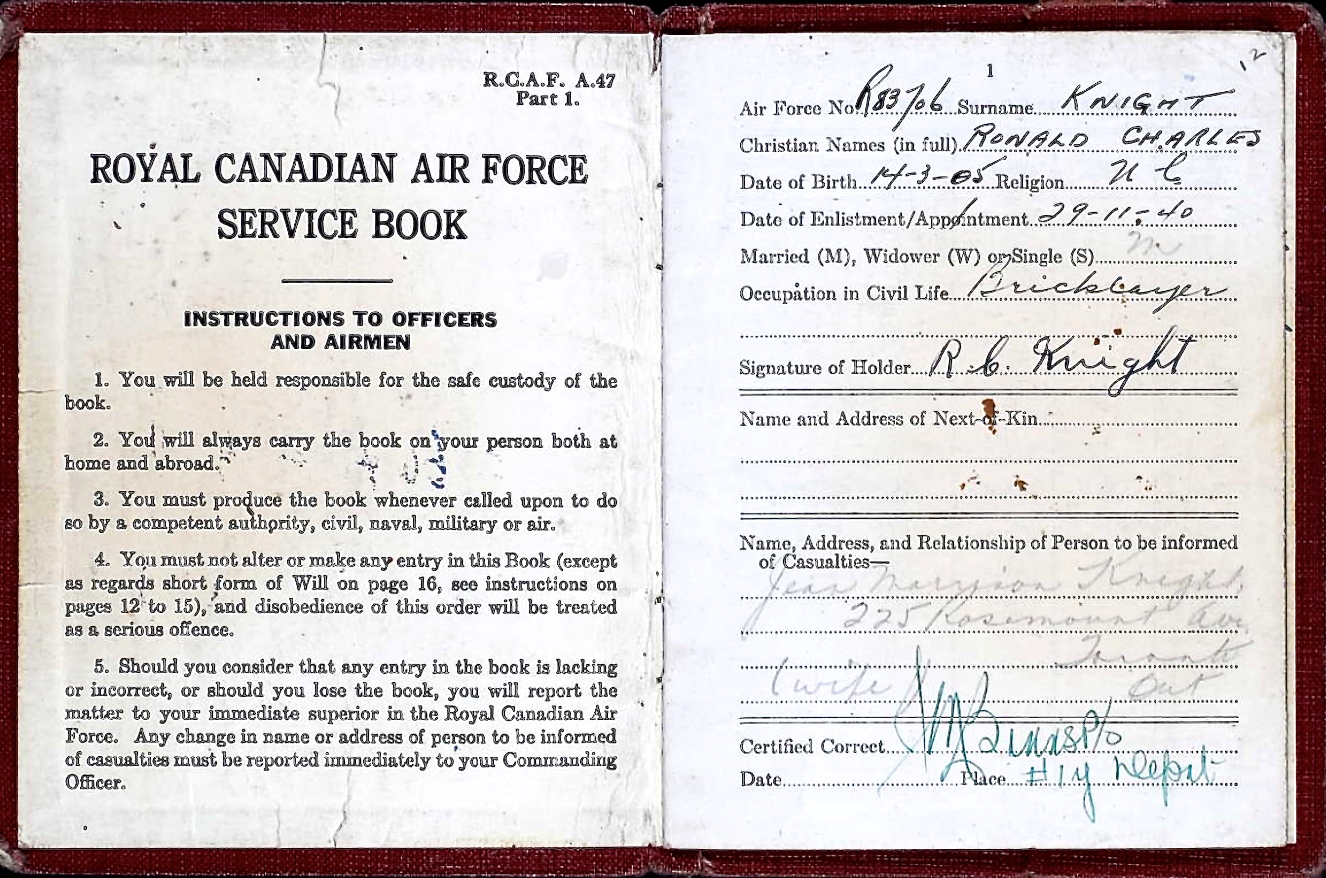 R.C.A.F. A.47
Part 1.
ROYAL CANADIAN AIR FORCE
SERVICE BOOK
INSTRUCTIONS TO OFFICERS
AND AIRMEN
1. You will be held responsible for the safe custody of the
book.
2. You will always carry the book on your person both at
home and abroad.
3. You must produce the book whenever called upon to do
so by a competent authority, civil, naval, military or air.
4. You must not alter or make any entry in this Book (except
as regards short form of Will on page 16, see instructions on
pages 12 to 15), and disobedience of this order will be treated
as a serious offence.
5. Should you consider that any entry in the book is lacking
or incorrect, or should you lose the book, you will report the
matter to your immediate superior in the Royal Canadian Air
Force. Any change in name or address of person to be informed
of casualties must be reported immediately to your Commanding
Officer.
12
1
Air Force No. R83706 Surname KNIGHT
Christian Names (in full) RONALD CHARLES
Date of Birth 14-3-05 Religion U C
Date of Enlistment/Appointment 29-11-40
Married (M), Widower (W) or Single (S) M
Occupation in Civil Life Bricklayer
Signature of Holder R. C. Knight
Name and Address of Next-of-Kin
Name, Address, and Relationship of Person to be informed
of Casualties—
Jean Knight,
225 Rosemount Ave
Toronto
(wife) Ont
Certified Correct
Date Place #1 Depot